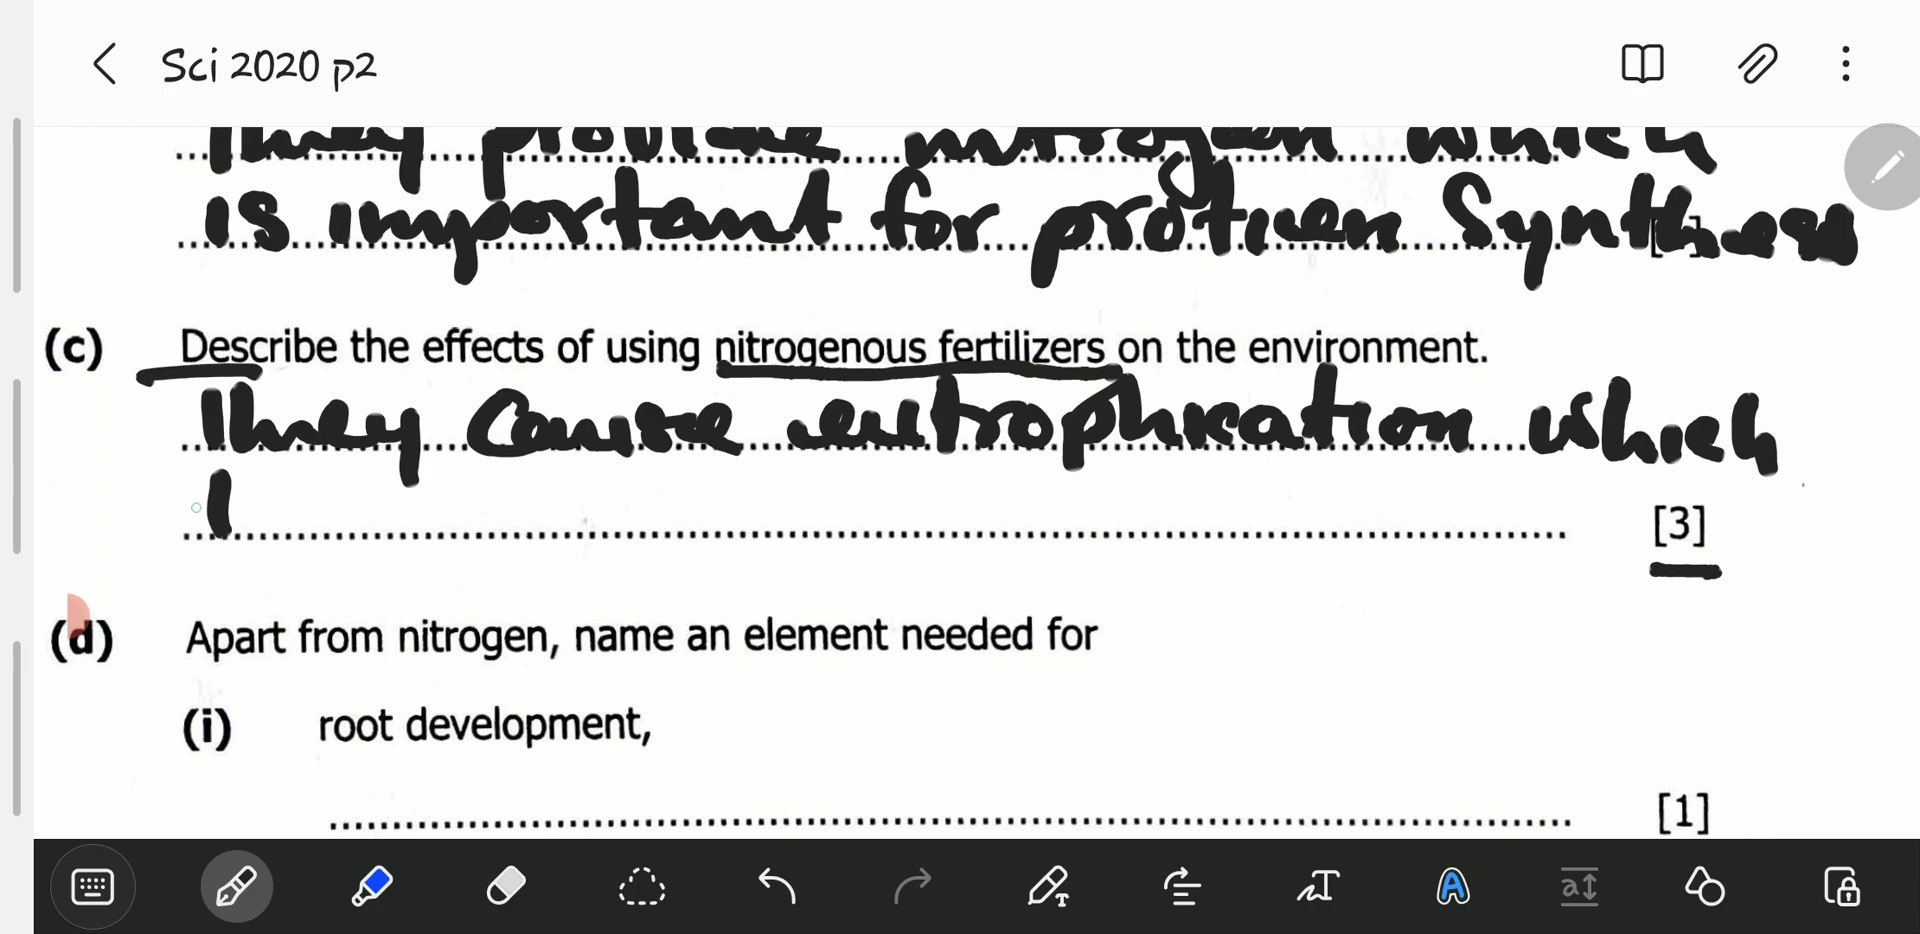 Sci 2020 p2
They provide nitrogen which
is important for protien Synthesis
(c) Describe the effects of using nitrogenous fertilizers on the environment.
They Cause eutrophication which
[3]
(d) Apart from nitrogen, name an element needed for
(i) root development,
[1]